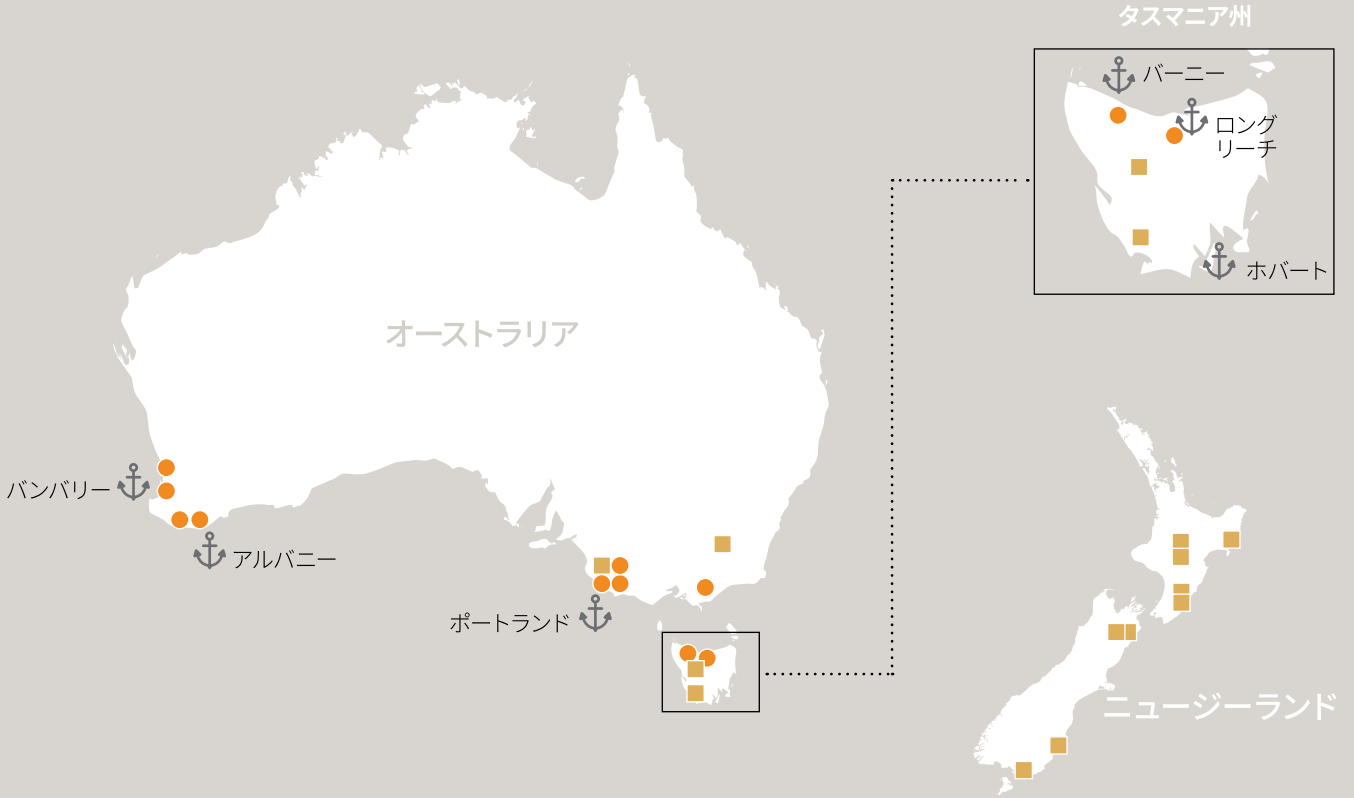 タスマニア州
バーニー
ロング
リーチ
ホバート
オーストラリア
バンバリー
アルバニー
ポートランド
ニュージーランド